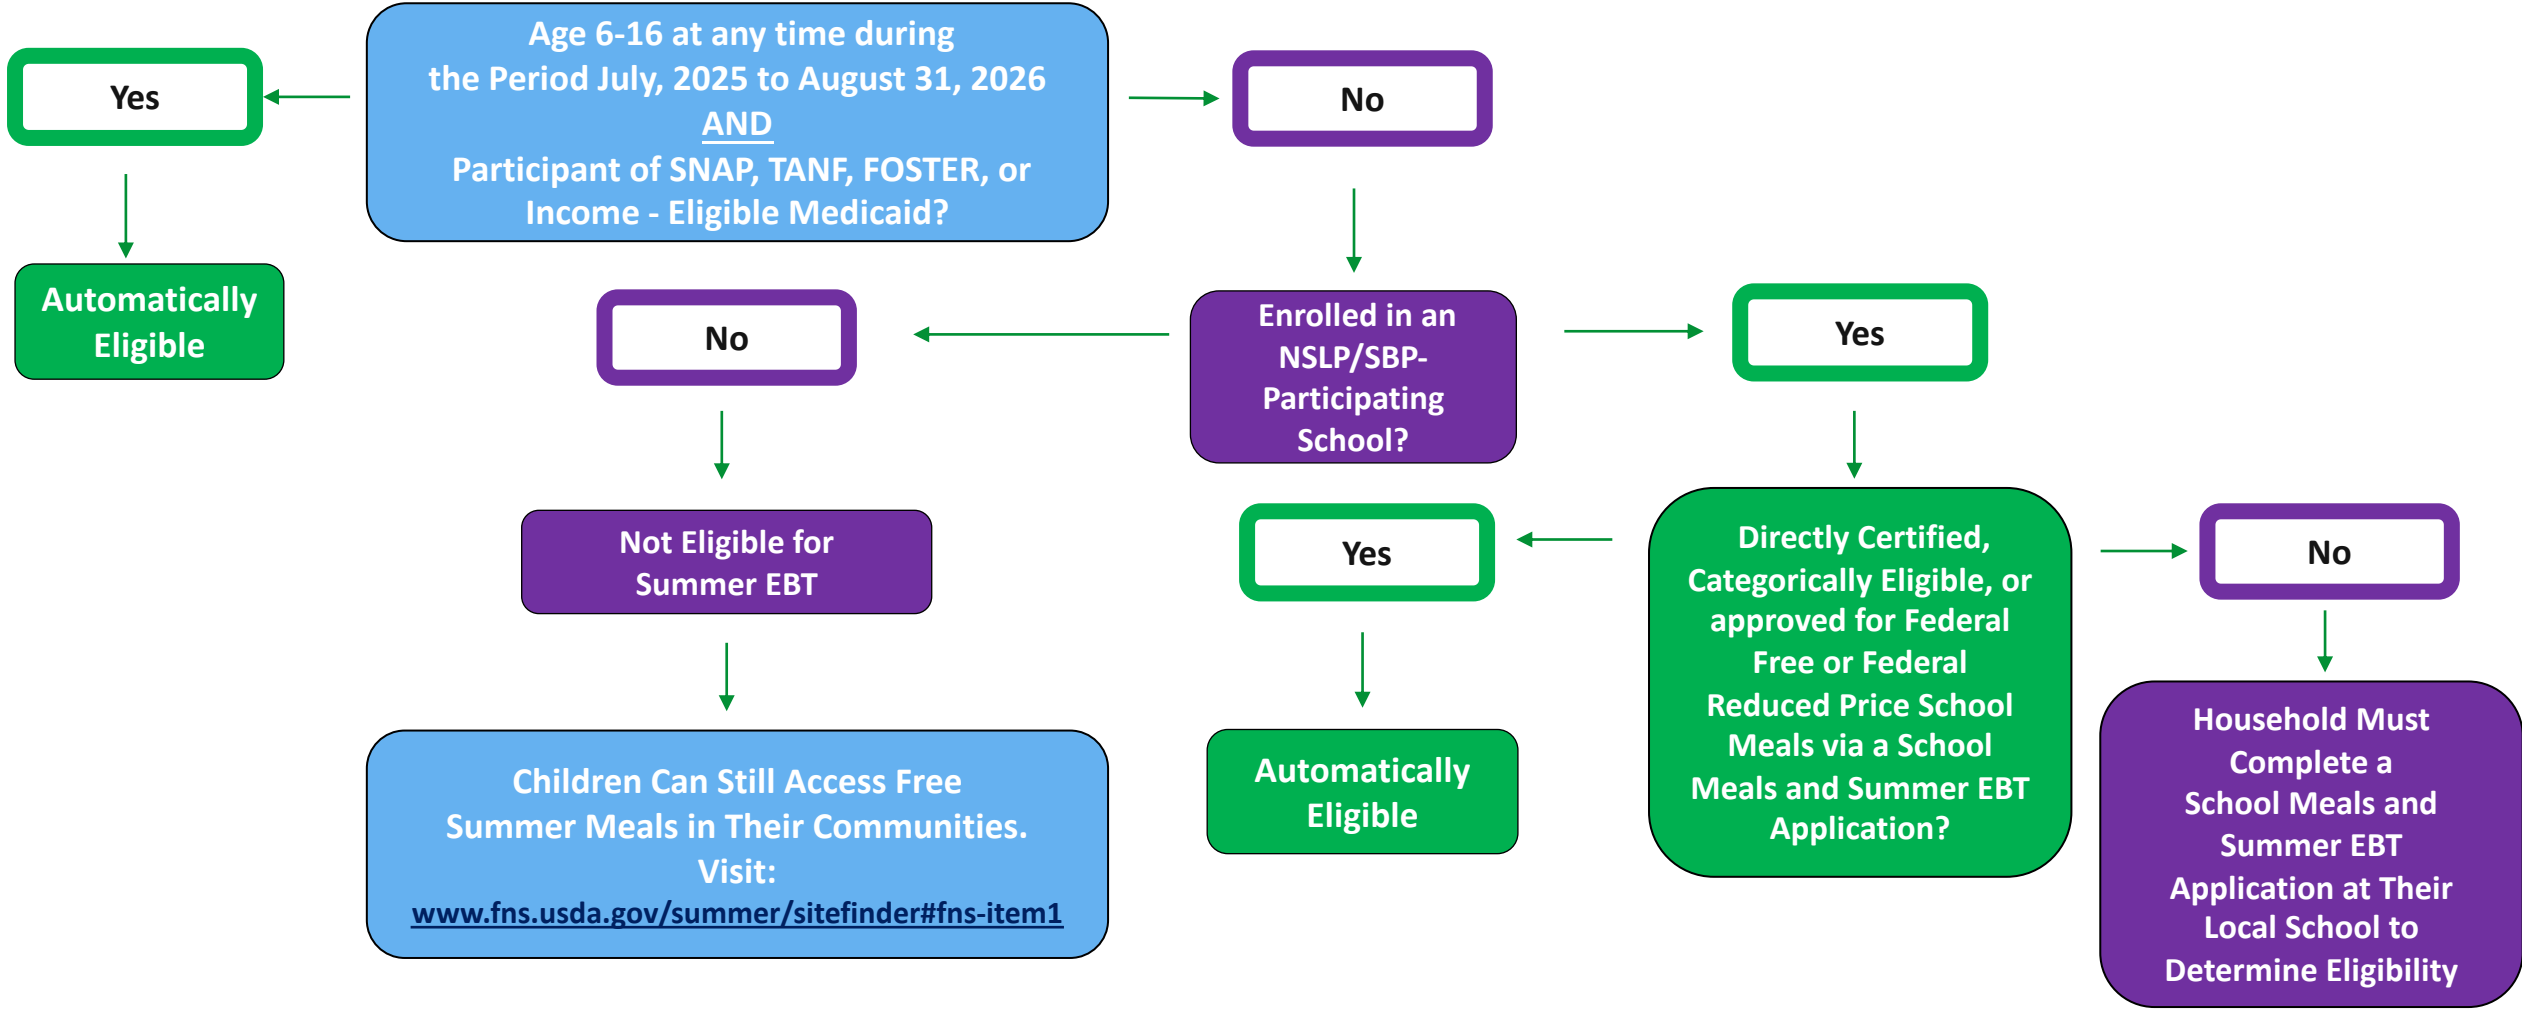 Age 6-16 at any time during
the Period July, 2025 to August 31, 2026
AND
Participant of SNAP, TANF, FOSTER, or
Income - Eligible Medicaid?
Yes
No
Automatically
Eligible
No
Enrolled in an
NSLP/SBP-
Participating
School?
Yes
Not Eligible for
Summer EBT
Yes
Directly Certified,
Categorically Eligible, or
approved for Federal
Free or Federal
Reduced Price School
Meals via a School
Meals and Summer EBT
Application?
No
Children Can Still Access Free
Summer Meals in Their Communities.
Visit:
www.fns.usda.gov/summer/sitefinder#fns-item1
Automatically
Eligible
Household Must
Complete a
School Meals and
Summer EBT
Application at Their
Local School to
Determine Eligibility